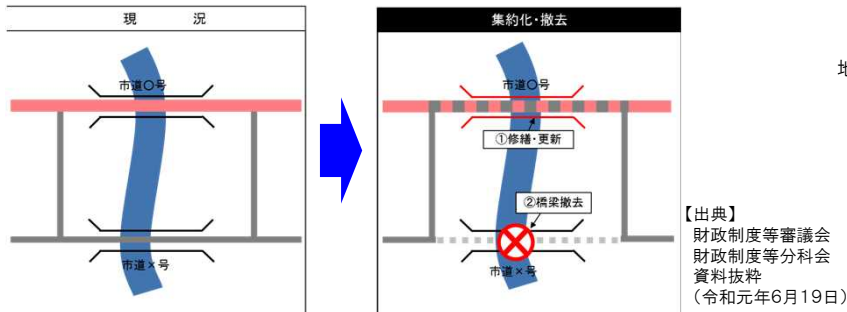 現　　況
市道〇号
市道×号
集約化・撤去
市道〇号
①修繕・更新
②橋梁撤去
市道×号
【出典】
財政制度等審議会
財政制度等分科会
資料抜粋
（令和元年6月19日）